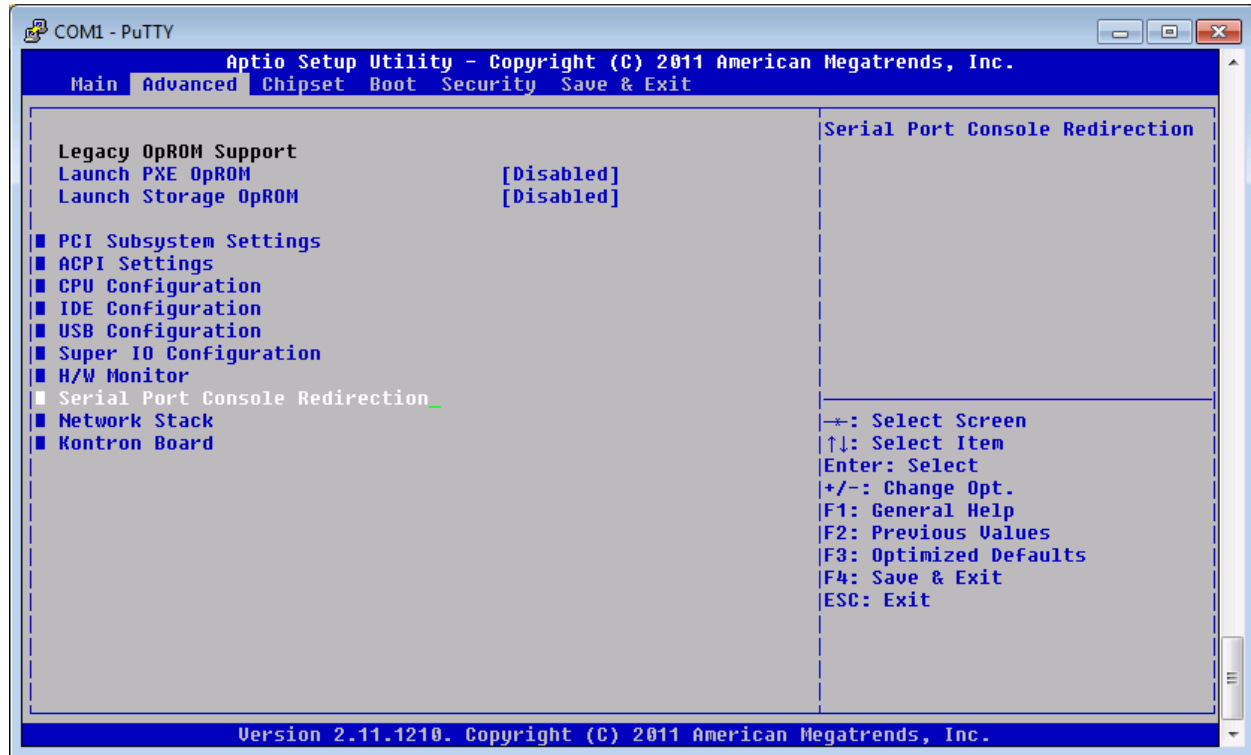 COM1 - PuTTY
Aptio Setup Utility - Copyright (C) 2011 American Megatrends, Inc.
Main Advanced Chipset Boot Security Save & Exit
Serial Port Console Redirection
Legacy OpROM Support
Launch PXE OpROM [Disabled]
Launch Storage OpROM [Disabled]
PCI Subsystem Settings
ACPI Settings
CPU Configuration
IDE Configuration
USB Configuration
Super IO Configuration
H/W Monitor
Serial Port Console Redirection_
Network Stack
Kontron Board
→←: Select Screen
↑↓: Select Item
Enter: Select
+/-: Change Opt.
F1: General Help
F2: Previous Values
F3: Optimized Defaults
F4: Save & Exit
ESC: Exit
Version 2.11.1210. Copyright (C) 2011 American Megatrends, Inc.